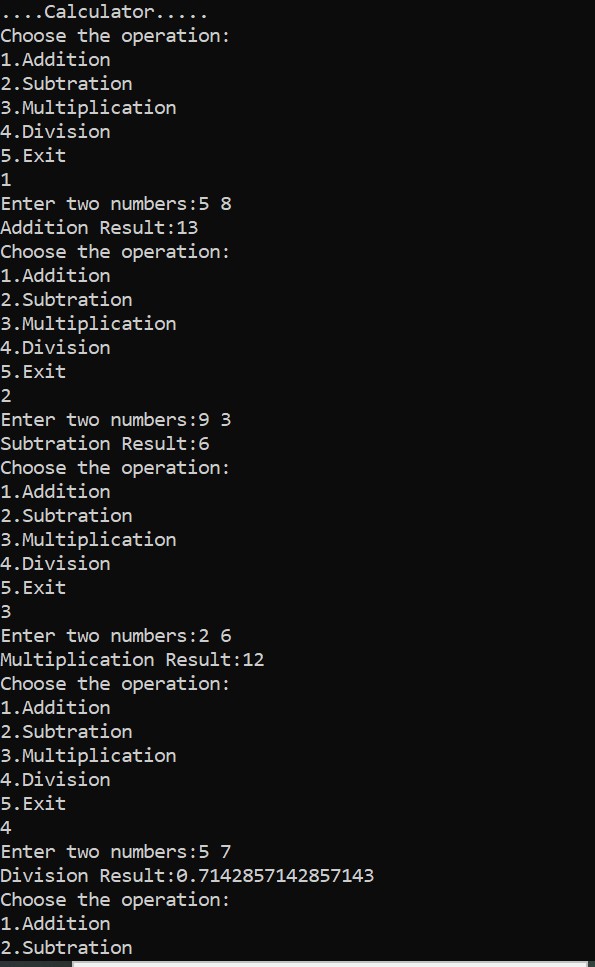 ....Calculator.....
Choose the operation:
1.Addition
2.Subtration
3.Multiplication
4.Division
5.Exit
1
Enter two numbers:5 8
Addition Result:13
Choose the operation:
1.Addition
2.Subtration
3.Multiplication
4.Division
5.Exit
2
Enter two numbers:9 3
Subtration Result:6
Choose the operation:
1.Addition
2.Subtration
3.Multiplication
4.Division
5.Exit
3
Enter two numbers:2 6
Multiplication Result:12
Choose the operation:
1.Addition
2.Subtration
3.Multiplication
4.Division
5.Exit
4
Enter two numbers:5 7
Division Result:0.7142857142857143
Choose the operation:
1.Addition
2.Subtration